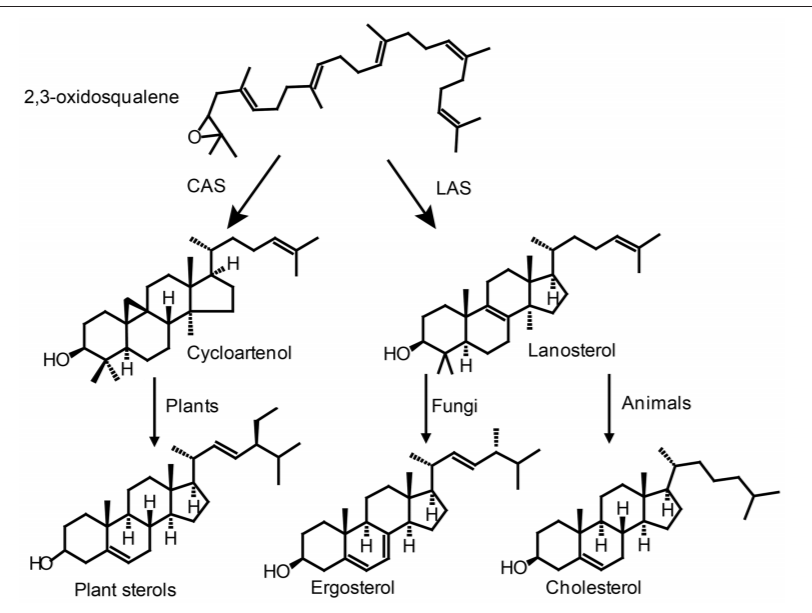 2,3-oxidosqualene
O
CAS
LAS
H
H
HO
H
Cycloartenol
H
HO
H
Lanosterol
Plants
Fungi
Animals
H
H
H
H
HO
Plant sterols
H
H
H
HO
Ergosterol
H
H
H
H
HO
Cholesterol